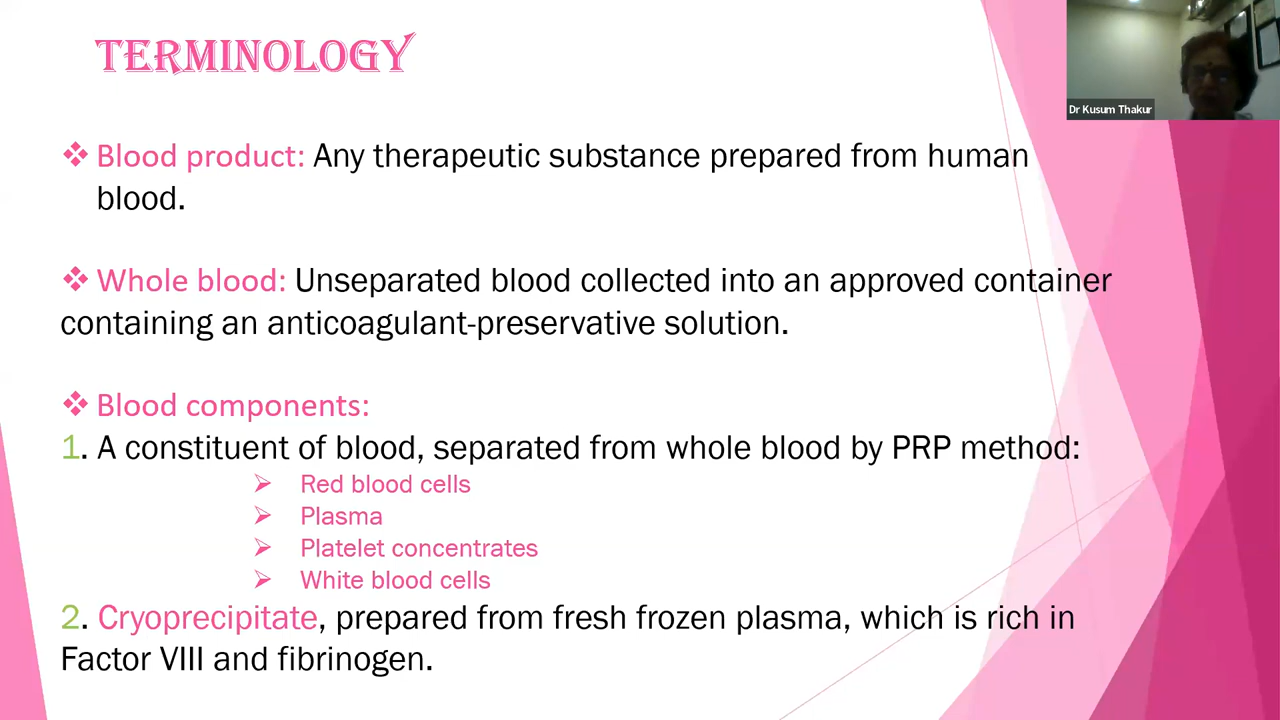 TERMINOLOGY
Dr Kusum Thakur
❖ Blood product: Any therapeutic substance prepared from human
blood.
❖ Whole blood: Unseparated blood collected into an approved container
containing an anticoagulant-preservative solution.
❖ Blood components:
1. A constituent of blood, separated from whole blood by PRP method:
➢ Red blood cells
➢ Plasma
➢ Platelet concentrates
➢ White blood cells
2. Cryoprecipitate, prepared from fresh frozen plasma, which is rich in
Factor VIII and fibrinogen.